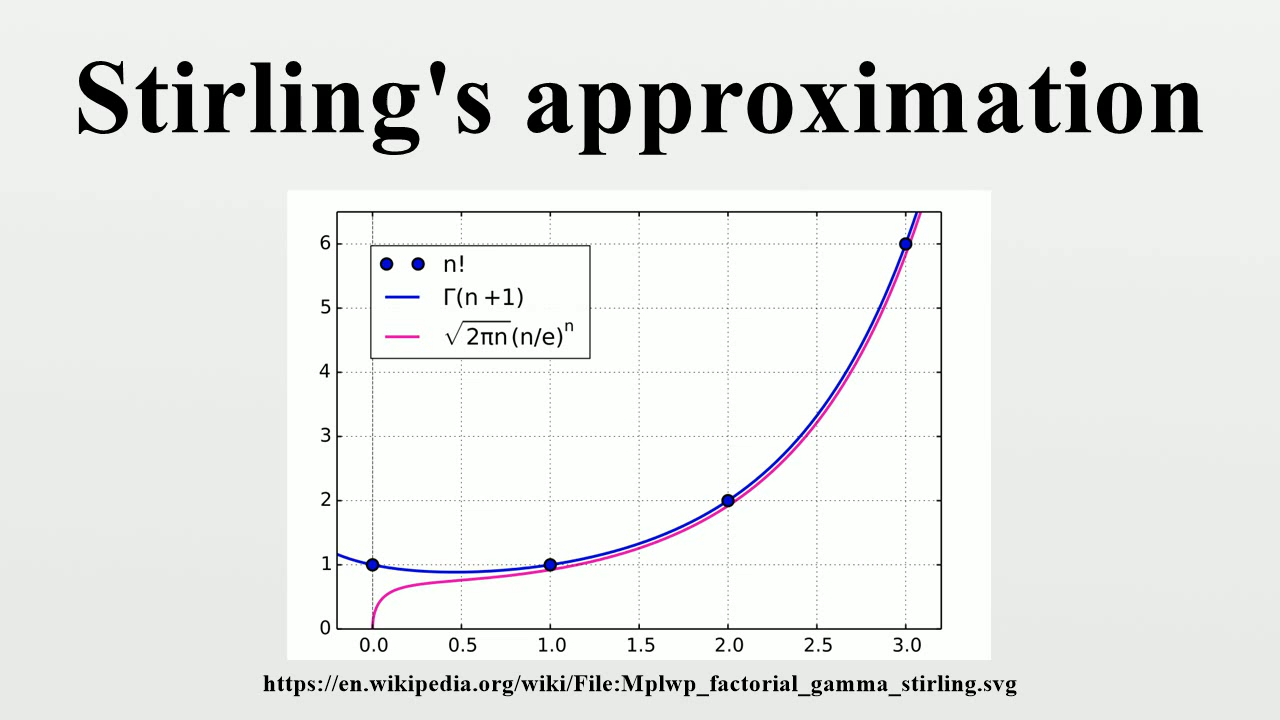 Stirling's approximation
6
n!
Γ(n +1)
5
√2πn(n/e)ⁿ
4
3
2
1
0
0.0 0.5 1.0 1.5 2.0 2.5 3.0
https://en.wikipedia.org/wiki/File:Mplwp_factorial_gamma_stirling.svg